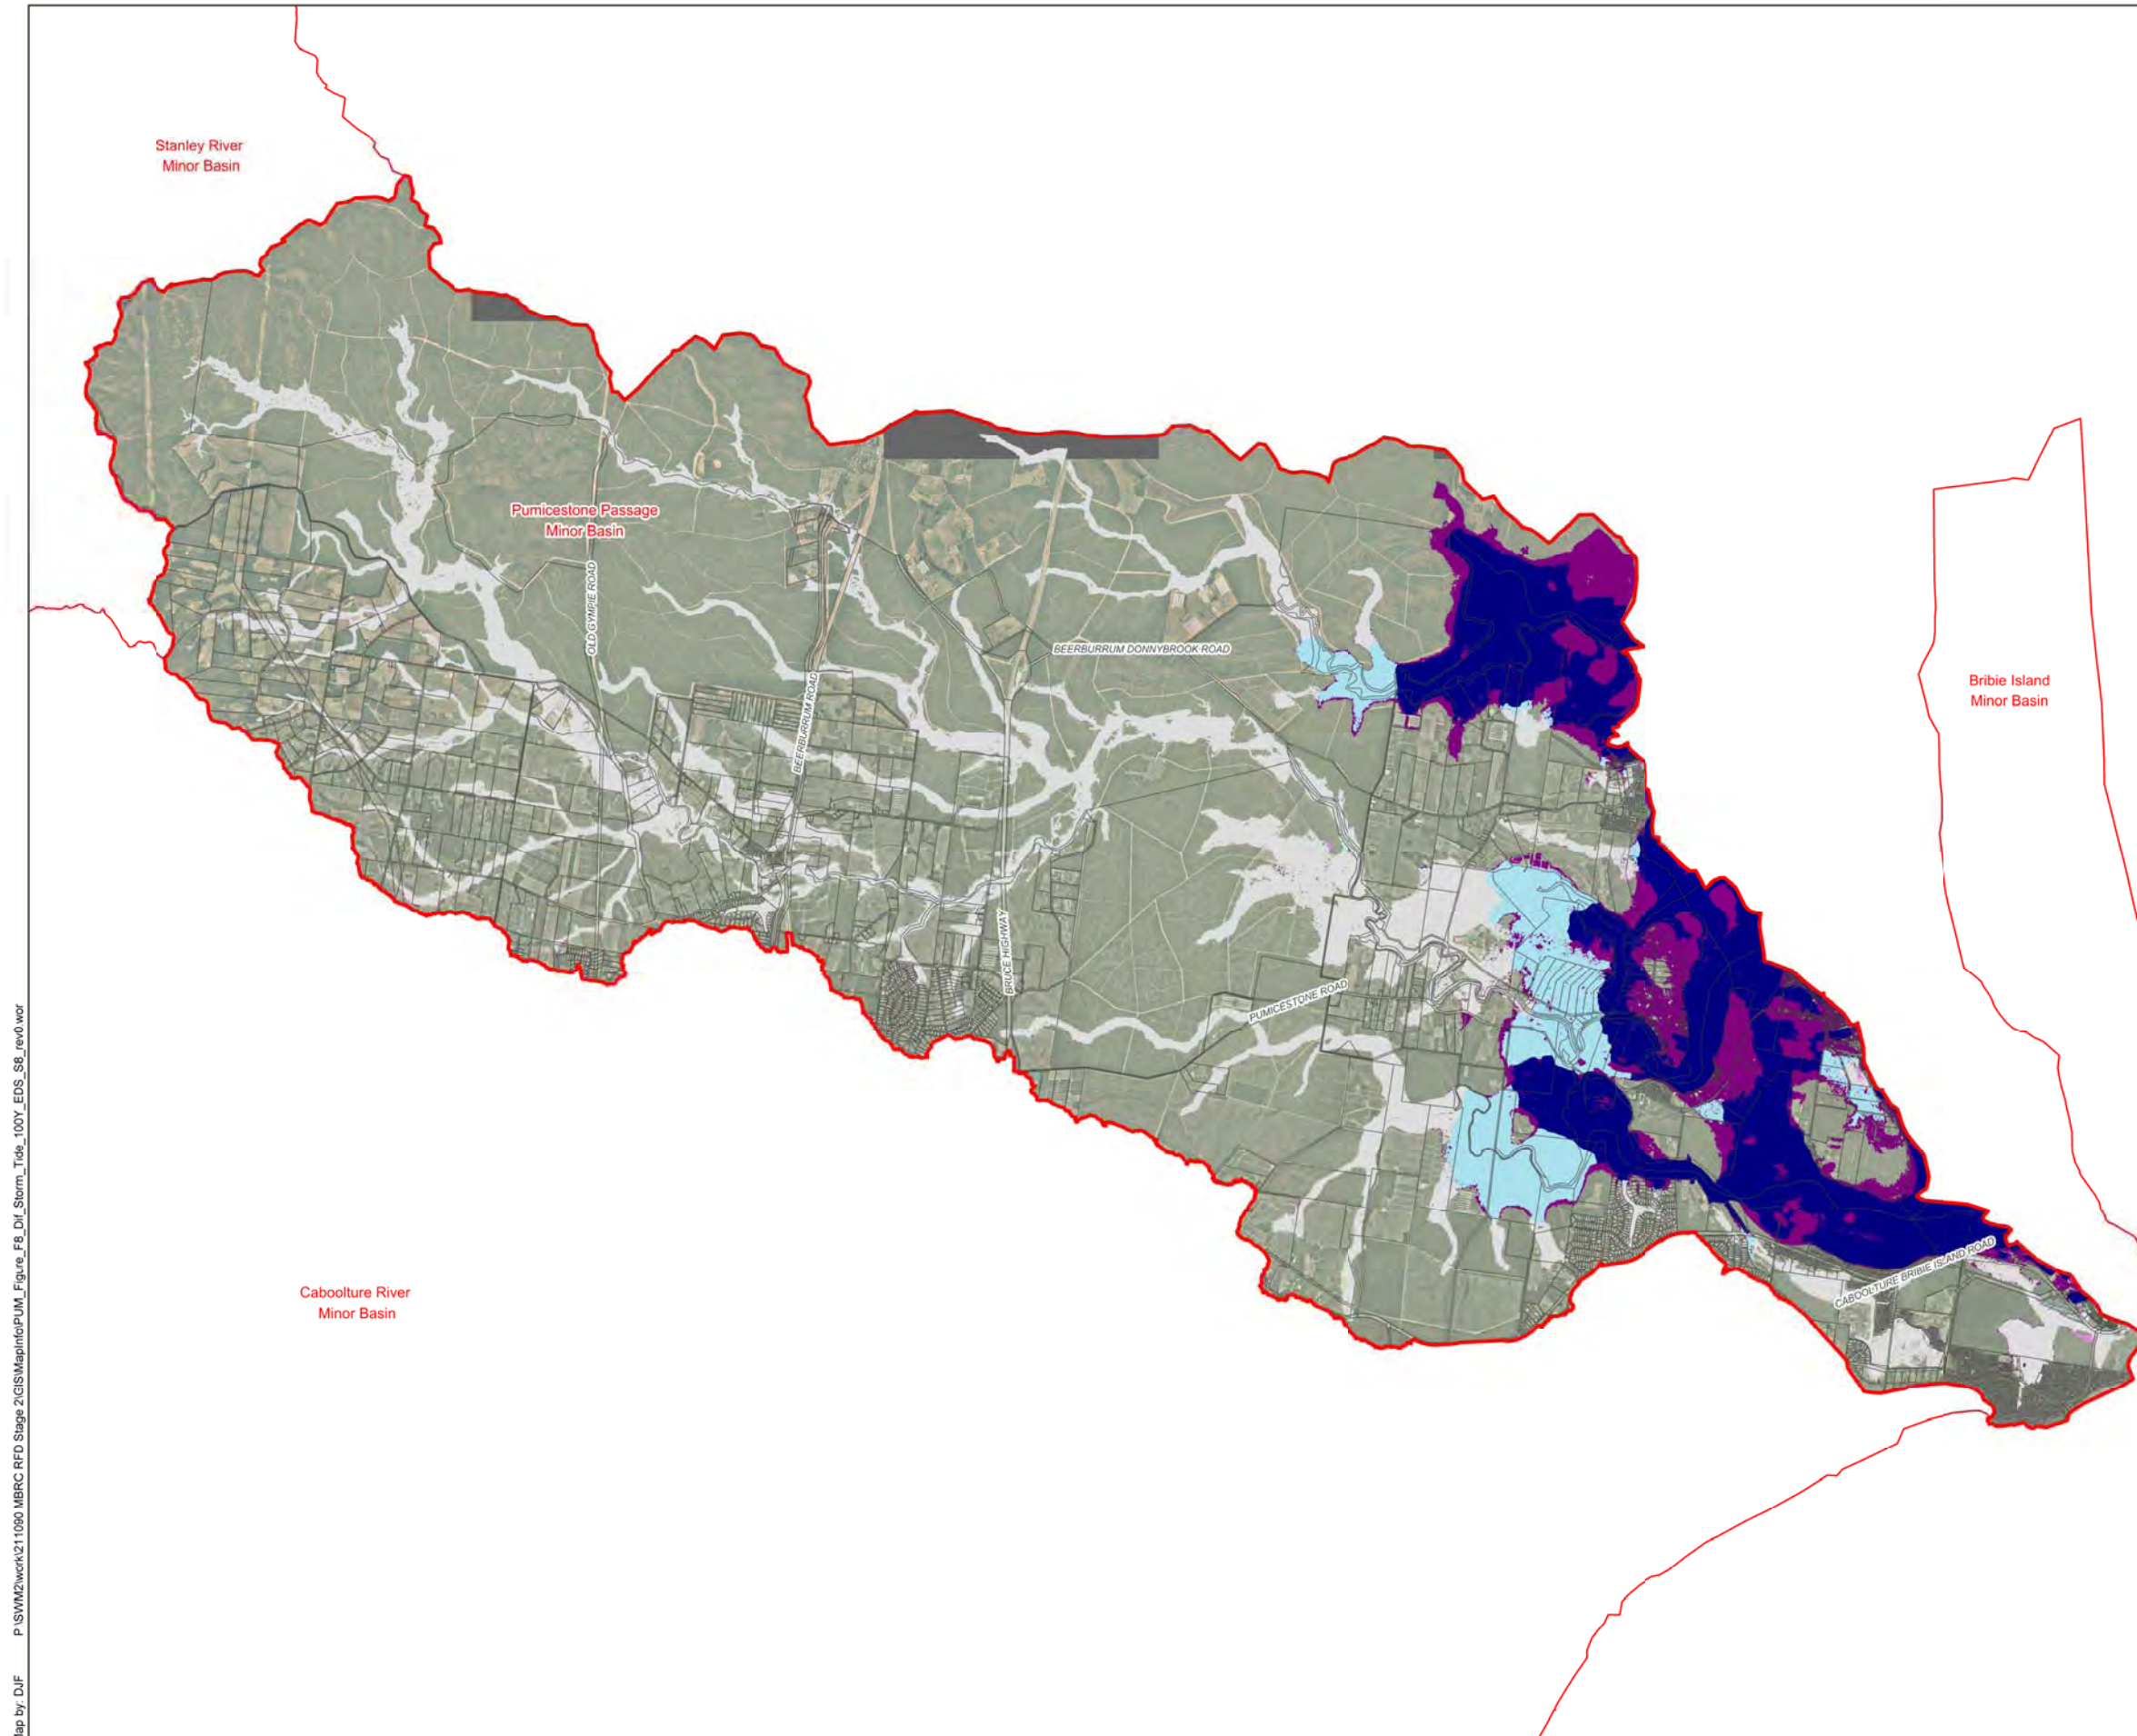 Stanley River
Minor Basin
Pumicestone Passage
Minor Basin
OLD GYMPIE ROAD
BEERBURRUM ROAD
BEERBURRUM DONNYBROOK ROAD
BRUCE HIGHWAY
PUMICESTONE ROAD
Bribie Island
Minor Basin
CABOOLTURE BRIBIE ISLAND ROAD
Caboolture River
Minor Basin
P:\SWM2\work\211090 MBRC RFD Stage 2\GIS\MapInfo\PUM_Figure_F8_Dif_Storm_Tide_100Y_EDS_S8_rev0.wor
by: DJF